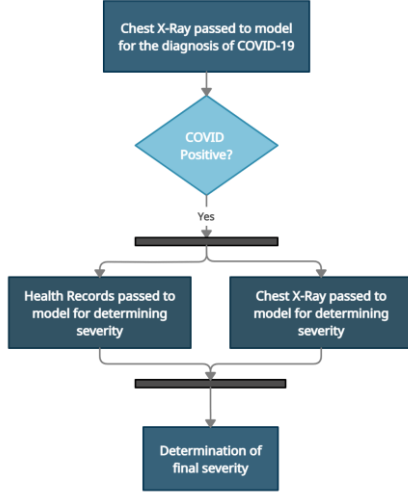 Chest X-Ray passed to model
for the diagnosis of COVID-19
COVID
Positive?
Yes
Health Records passed to
model for determining
severity
Chest X-Ray passed to
model for determining
severity
Determination of
final severity